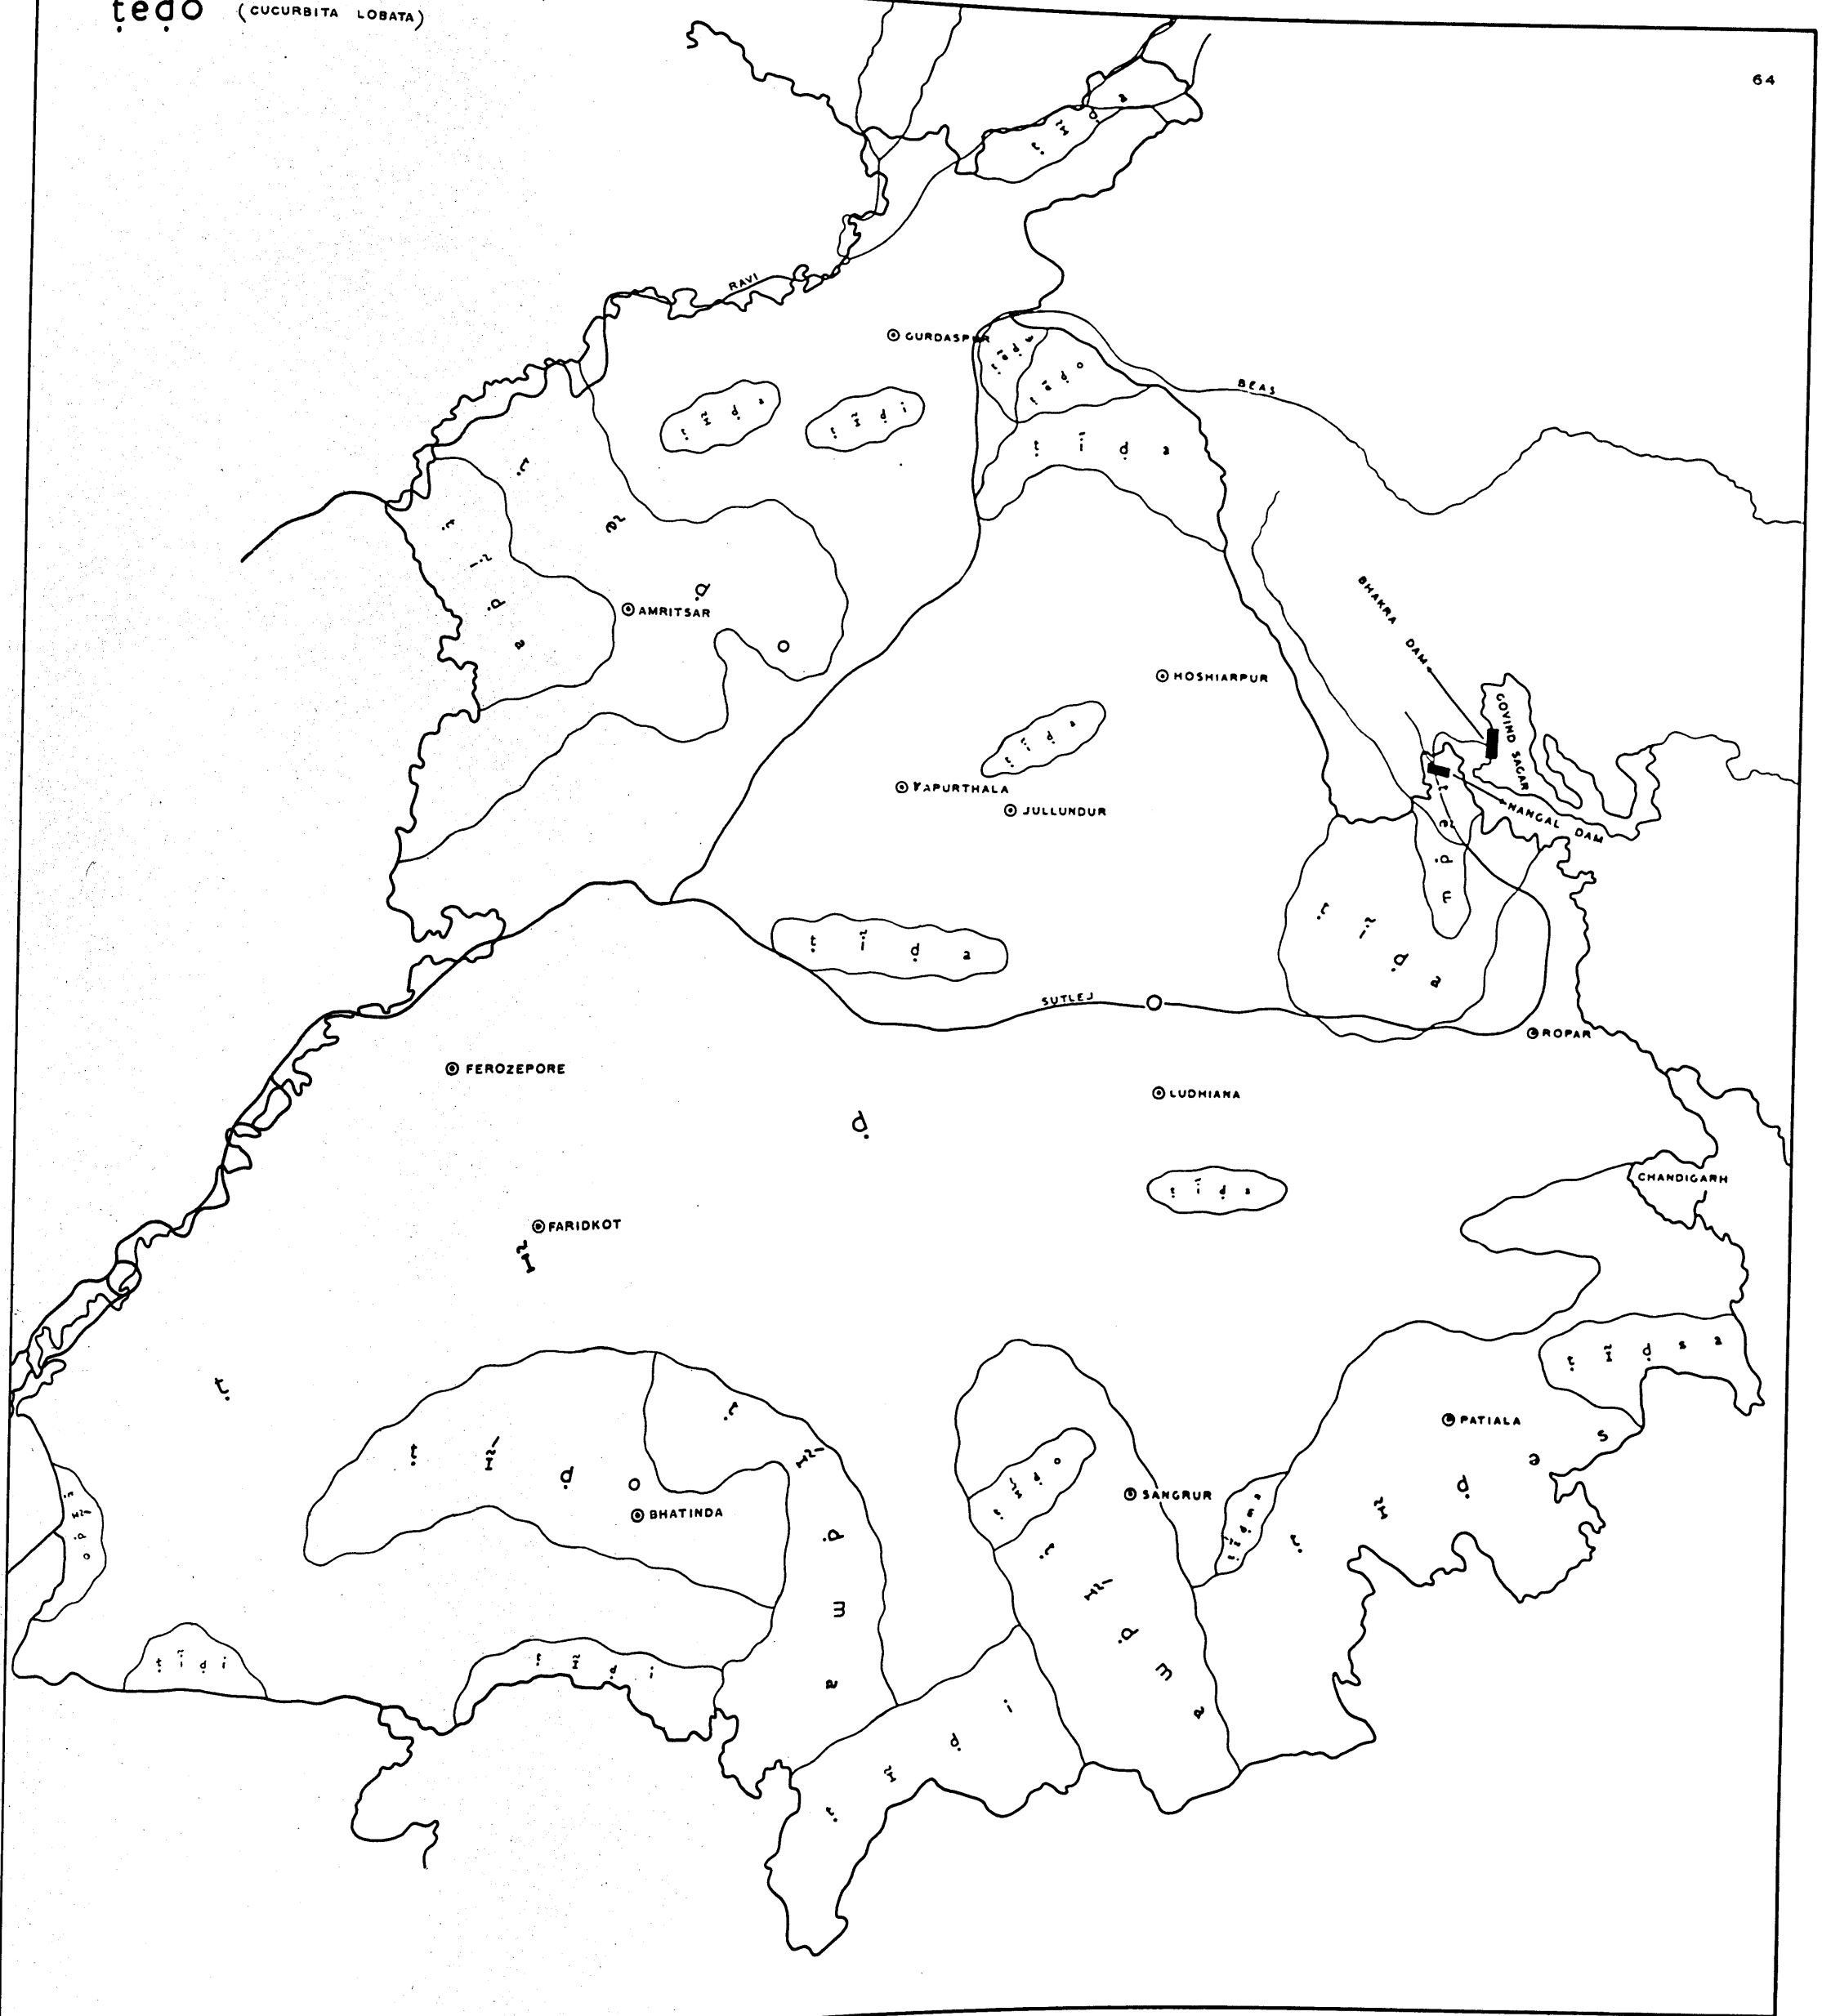 ṭeḍo (CUCURBITA LOBATA)
64
ṭ ĩ ḍ a
RAVI
GURDASPUR
BEAS
ṭ ẽ ḍ a
ṭ ẽ ḍ o
ṭ ɪ̃ ḍ a
ṭ ɪ̃ ḍ i
ṭ ĩ ḍ a
ṭ ẽ ḍ o
ṭ ĩ ḍ a
AMRITSAR
BHAKRA DAM
HOSHIARPUR
GOVIND SAGAR
ṭ ĩ ḍ a
KAPURTHALA
JULLUNDUR
NANGAL DAM
ṭ ẽ ḍ ɯ
ṭ ĩ ḍ a
ṭ ĩ ḍ a
SUTLEJ
ROPAR
FEROZEPORE
LUDHIANA
ṭ ɪ̃ ḍ
ṭ ĩ ḍ a
CHANDIGARH
FARIDKOT
ṭ ɪ̃ ḍ s a
PATIALA
ṭ ɪ̃ ḍ o
BHATINDA
ṭ ɪ̃ ḍ ɯ a
ṭ ɪ̃ ḍ o
SANGRUR
ṭ ĩ ḍ ɯ a
ṭ ɪ̃ ḍ ə s
ṭ ɪ̃ ḍ o
ṭ ɪ̃ ḍ ɯ a
ṭ ĩ ḍ i
ṭ ɪ̃ ḍ i
ṭ ɪ̃ ḍ i